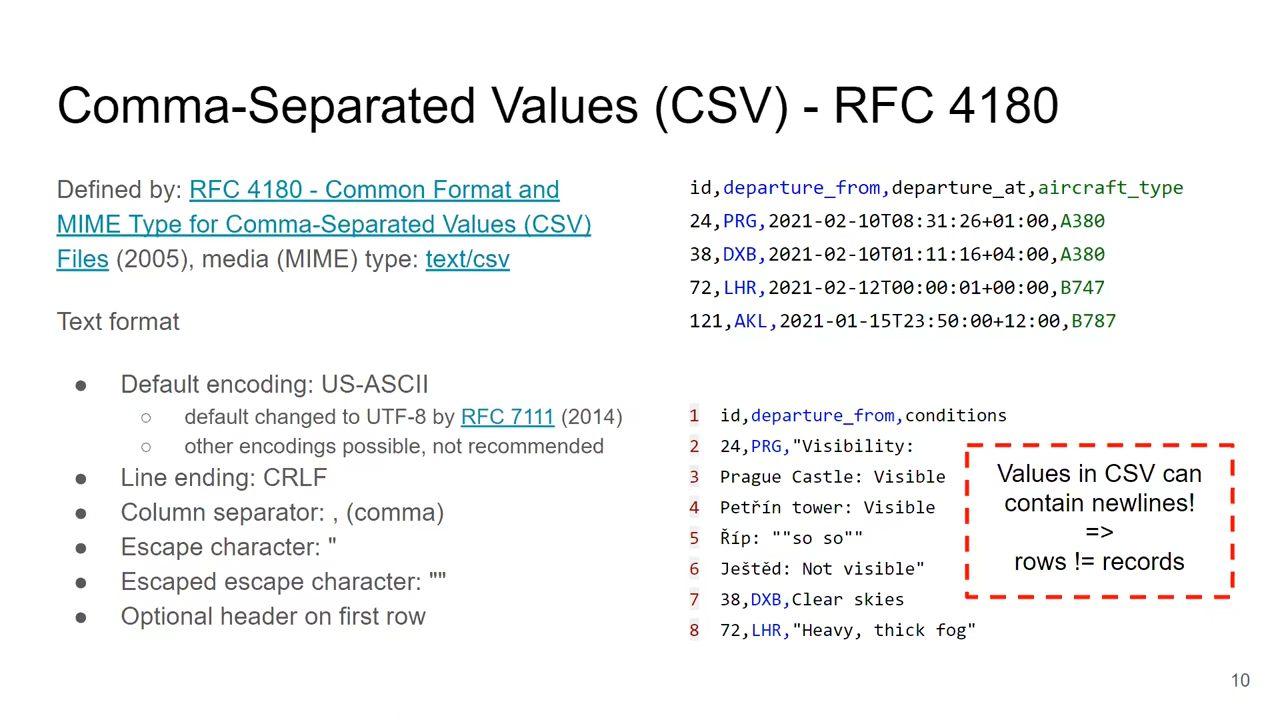 Comma-Separated Values (CSV) - RFC 4180
Defined by: RFC 4180 - Common Format and
MIME Type for Comma-Separated Values (CSV)
Files (2005), media (MIME) type: text/csv
Text format
● Default encoding: US-ASCII
○ default changed to UTF-8 by RFC 7111 (2014)
○ other encodings possible, not recommended
● Line ending: CRLF
● Column separator: , (comma)
● Escape character: "
● Escaped escape character: ""
● Optional header on first row
id,departure_from,departure_at,aircraft_type
24,PRG,2021-02-10T08:31:26+01:00,A380
38,DXB,2021-02-10T01:11:16+04:00,A380
72,LHR,2021-02-12T00:00:01+00:00,B747
121,AKL,2021-01-15T23:50:00+12:00,B787
1 id,departure_from,conditions
2 24,PRG,"Visibility:
3 Prague Castle: Visible
4 Petřín tower: Visible
5 Říp: ""so so""
6 Ještěd: Not visible"
7 38,DXB,Clear skies
8 72,LHR,"Heavy, thick fog"
Values in CSV can
contain newlines!
=>
rows != records
10